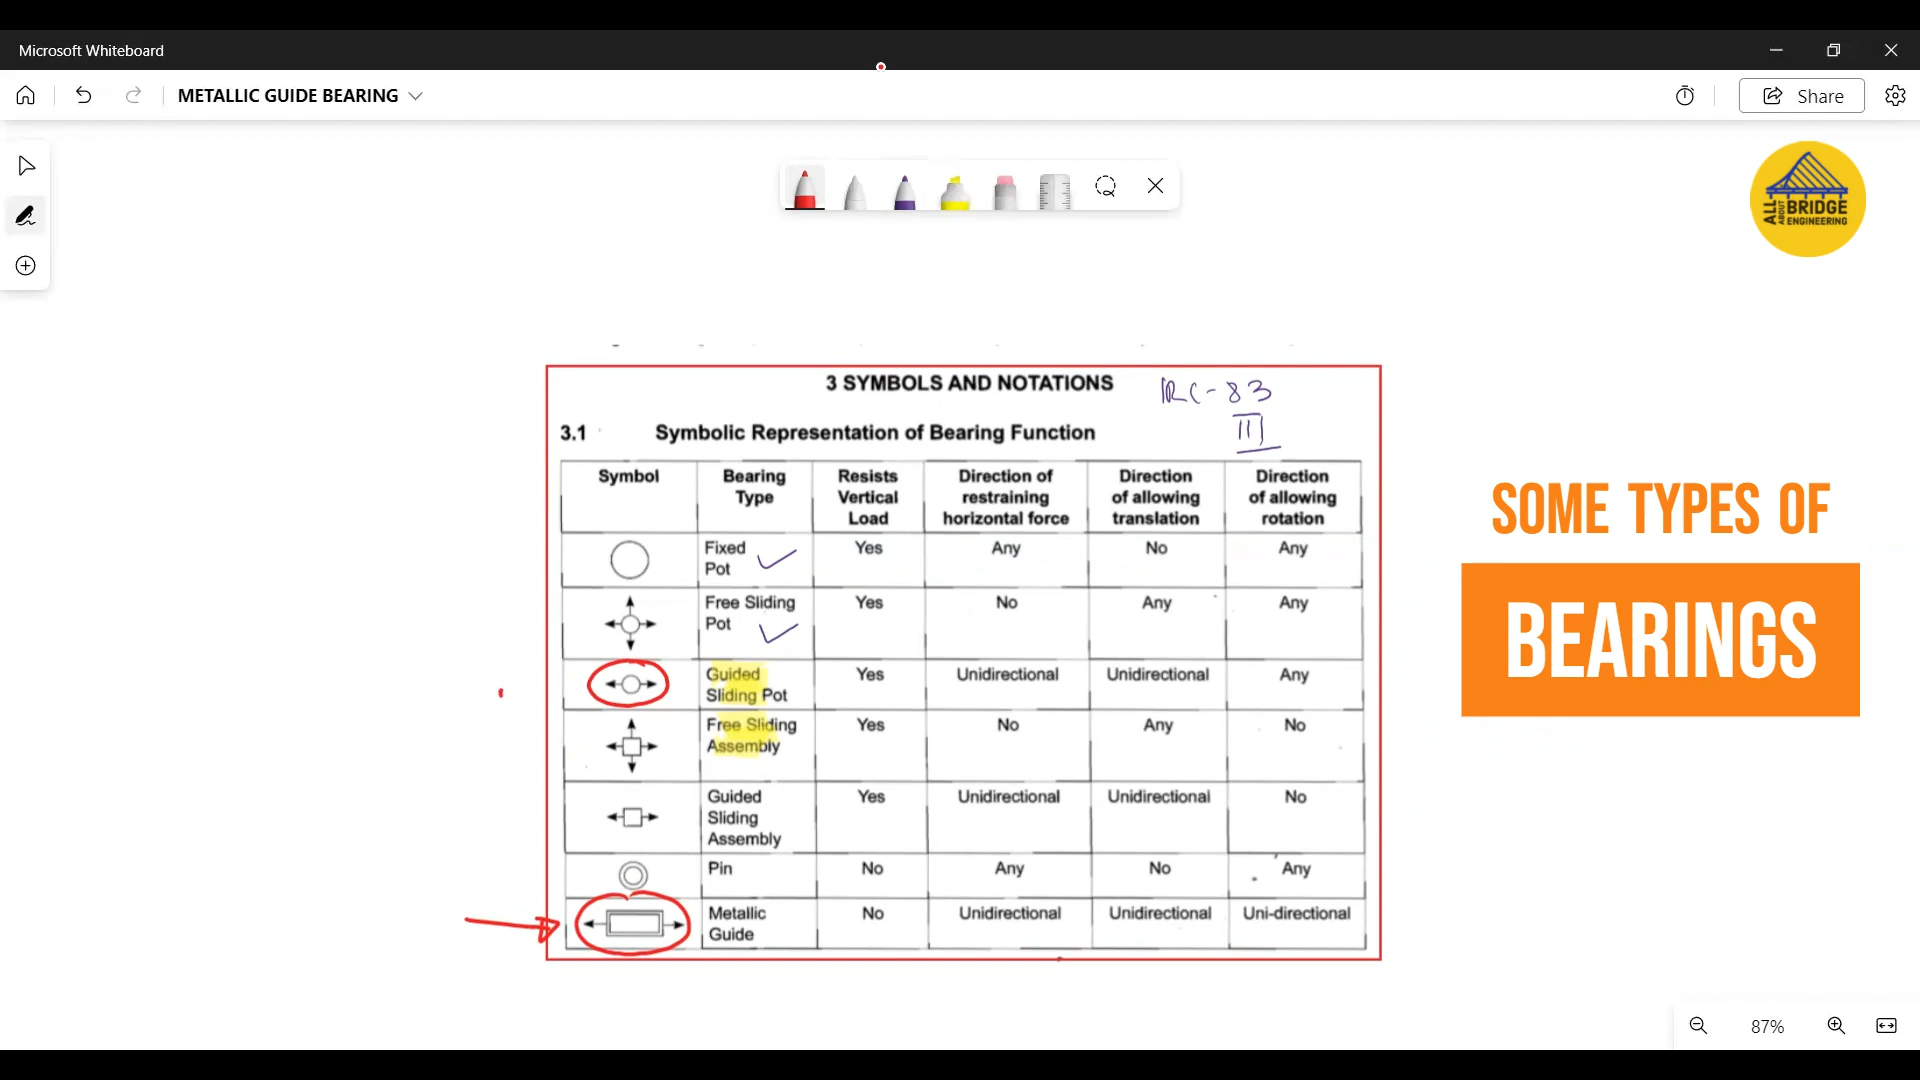 Microsoft Whiteboard
METALLIC GUIDE BEARING
Share
ALL ABOUT BRIDGE ENGINEERING
3 SYMBOLS AND NOTATIONS
IRC-83
III
3.1 Symbolic Representation of Bearing Function
Symbol Bearing Type Resists Vertical Load Direction of restraining horizontal force Direction of allowing translation Direction of allowing rotation
Fixed Pot Yes Any No Any
Free Sliding Pot Yes No Any Any
Guided Sliding Pot Yes Unidirectional Unidirectional Any
Free Sliding Assembly Yes No Any No
Guided Sliding Assembly Yes Unidirectional Unidirectional No
Pin No Any No Any
Metallic Guide No Unidirectional Unidirectional Uni-directional
SOME TYPES OF
BEARINGS
87%